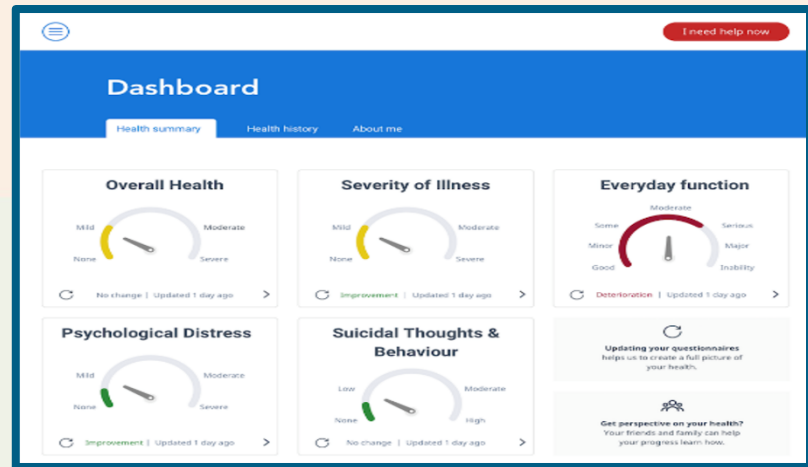 I need help now
Dashboard
Health summary
Health history
About me
Overall Health
Mild
Moderate
None
Severe
No change | Updated 1 day ago
Severity of Illness
Mild
Moderate
None
Severe
Improvement | Updated 1 day ago
Everyday function
Moderate
Some
Serious
Minor
Major
Good
Inability
Deterioration | Updated 1 day ago
Psychological Distress
Mild
Moderate
None
Severe
Improvement | Updated 1 day ago
Suicidal Thoughts &
Behaviour
Low
Moderate
None
High
No change | Updated 1 day ago
Updating your questionnaires
helps us to create a full picture of
your health.
Get perspective on your health?
Your friends and family can help
your progress learn how.